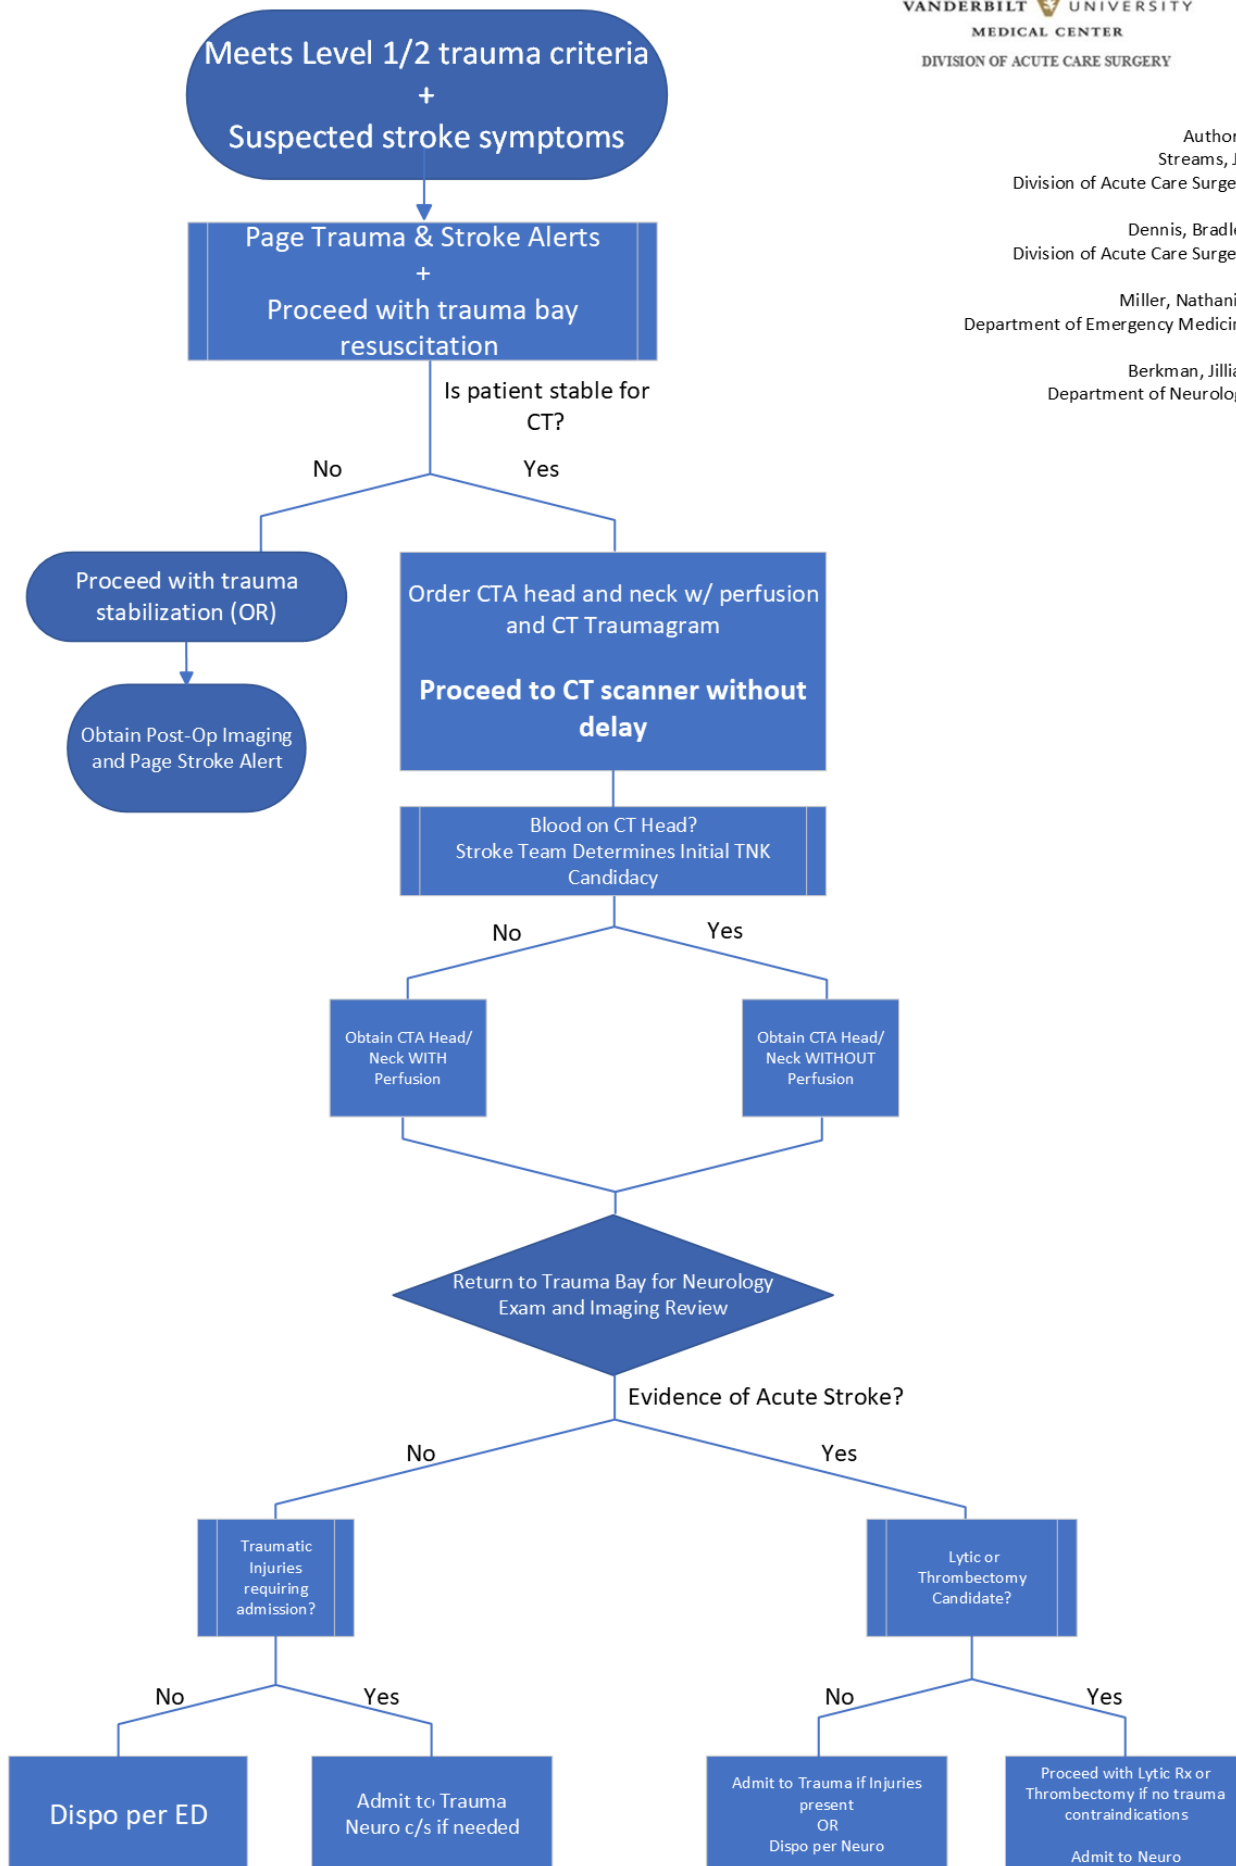 VANDERBILT UNIVERSITY
MEDICAL CENTER
DIVISION OF ACUTE CARE SURGERY
Meets Level 1/2 trauma criteria
+
Suspected stroke symptoms
Author
Streams, J
Division of Acute Care Surge
Dennis, Bradle
Division of Acute Care Surge
Miller, Nathani
Department of Emergency Medicin
Berkman, Jillia
Department of Neurolog
Page Trauma & Stroke Alerts
+
Proceed with trauma bay
resuscitation
Is patient stable for
CT?
No
Yes
Proceed with trauma
stabilization (OR)
Obtain Post-Op Imaging
and Page Stroke Alert
Order CTA head and neck w/ perfusion
and CT Traumagram
Proceed to CT scanner without
delay
Blood on CT Head?
Stroke Team Determines Initial TNK
Candidacy
No
Yes
Obtain CTA Head/
Neck WITH
Perfusion
Obtain CTA Head/
Neck WITHOUT
Perfusion
Return to Trauma Bay for Neurology
Exam and Imaging Review
Evidence of Acute Stroke?
No
Yes
Traumatic
Injuries
requiring
admission?
Lytic or
Thrombectomy
Candidate?
No
Yes
No
Yes
Dispo per ED
Admit to Trauma
Neuro c/s if needed
Admit to Trauma if Injuries
present
OR
Dispo per Neuro
Proceed with Lytic Rx or
Thrombectomy if no trauma
contraindications
Admit to Neuro